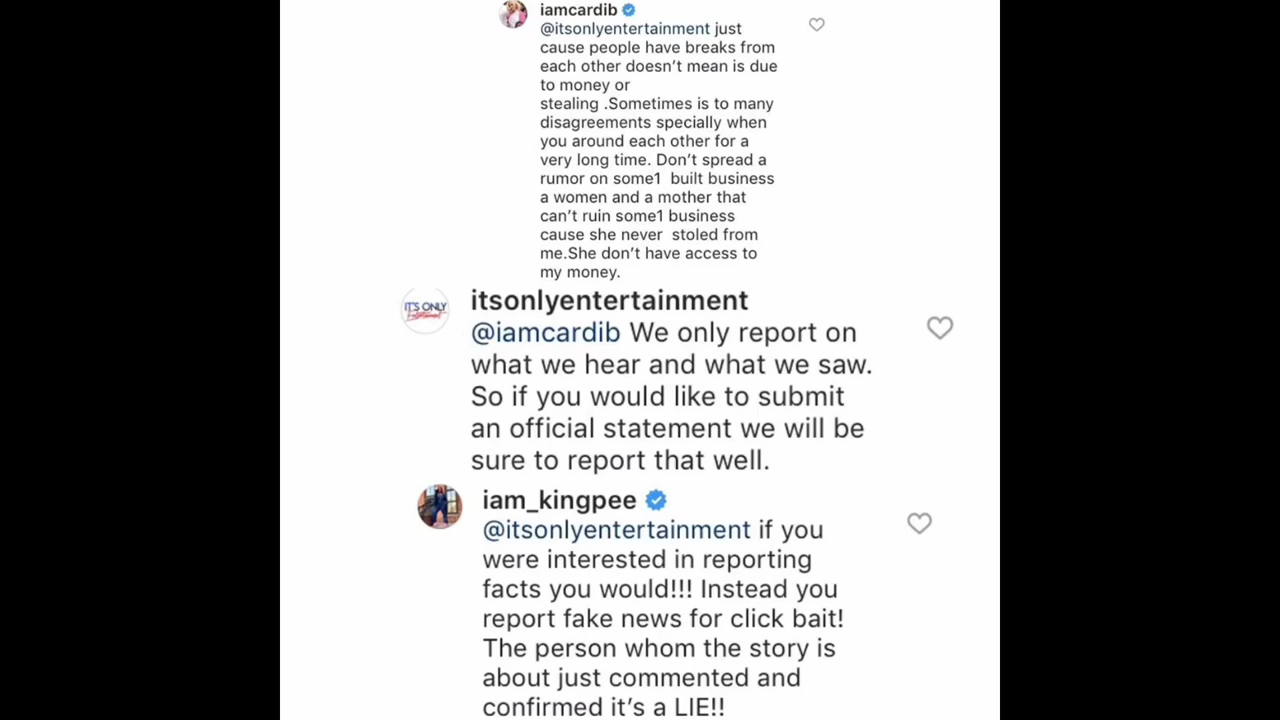 iamcardib
@itsonlyentertainment just
cause people have breaks from
each other doesn't mean is due
to money or
stealing .Sometimes is to many
disagreements specially when
you around each other for a
very long time. Don't spread a
rumor on some1  built business
a women and a mother that
can't ruin some1 business
cause she never  stoled from
me.She don't have access to
my money.
IT'S ONLY
Entertainment
itsonlyentertainment
@iamcardib We only report on
what we hear and what we saw.
So if you would like to submit
an official statement we will be
sure to report that well.
iam_kingpee
@itsonlyentertainment if you
were interested in reporting
facts you would!!! Instead you
report fake news for click bait!
The person whom the story is
about just commented and
confirmed it's a LIE!!